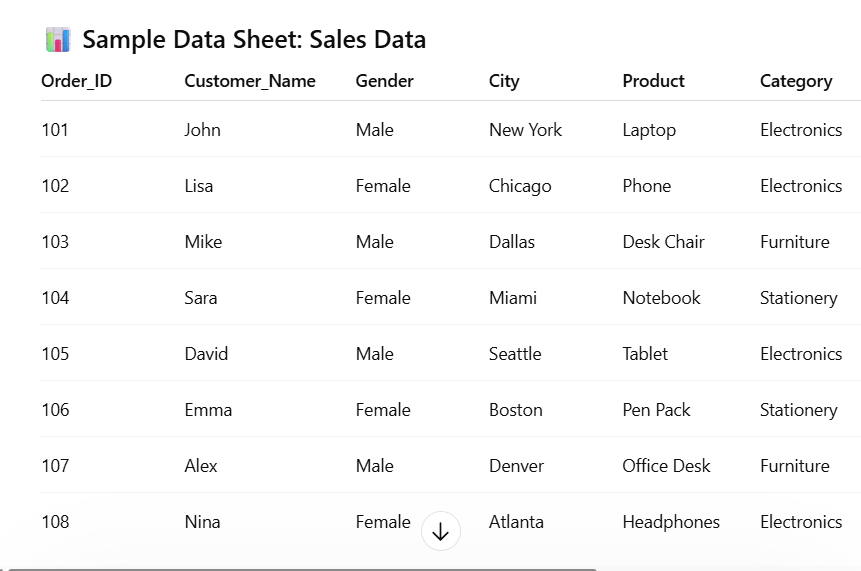 📊 Sample Data Sheet: Sales Data
Order_ID Customer_Name Gender City Product Category
101 John Male New York Laptop Electronics
102 Lisa Female Chicago Phone Electronics
103 Mike Male Dallas Desk Chair Furniture
104 Sara Female Miami Notebook Stationery
105 David Male Seattle Tablet Electronics
106 Emma Female Boston Pen Pack Stationery
107 Alex Male Denver Office Desk Furniture
108 Nina Female Atlanta Headphones Electronics